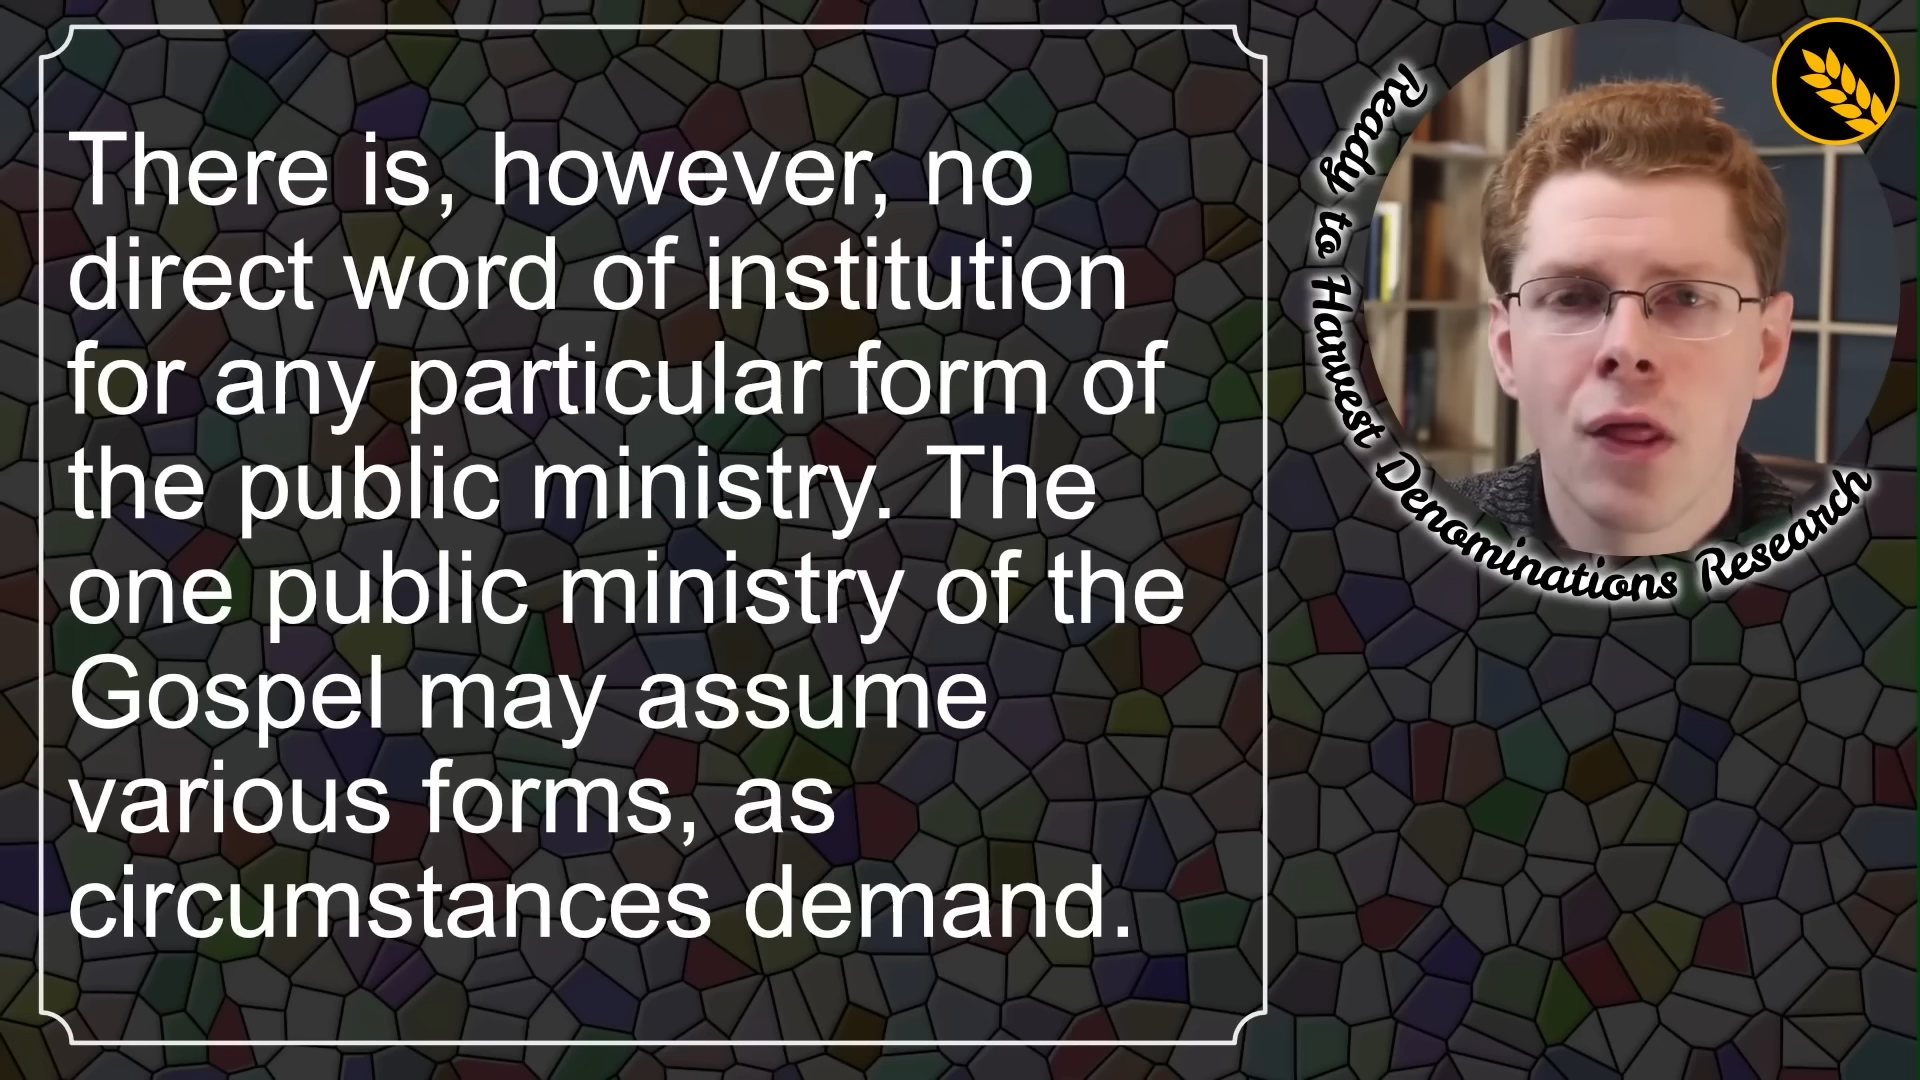 There is, however, no
direct word of institution
for any particular form of
the public ministry. The
one public ministry of the
Gospel may assume
various forms, as
circumstances demand.
Ready to Harvest Denominations Research